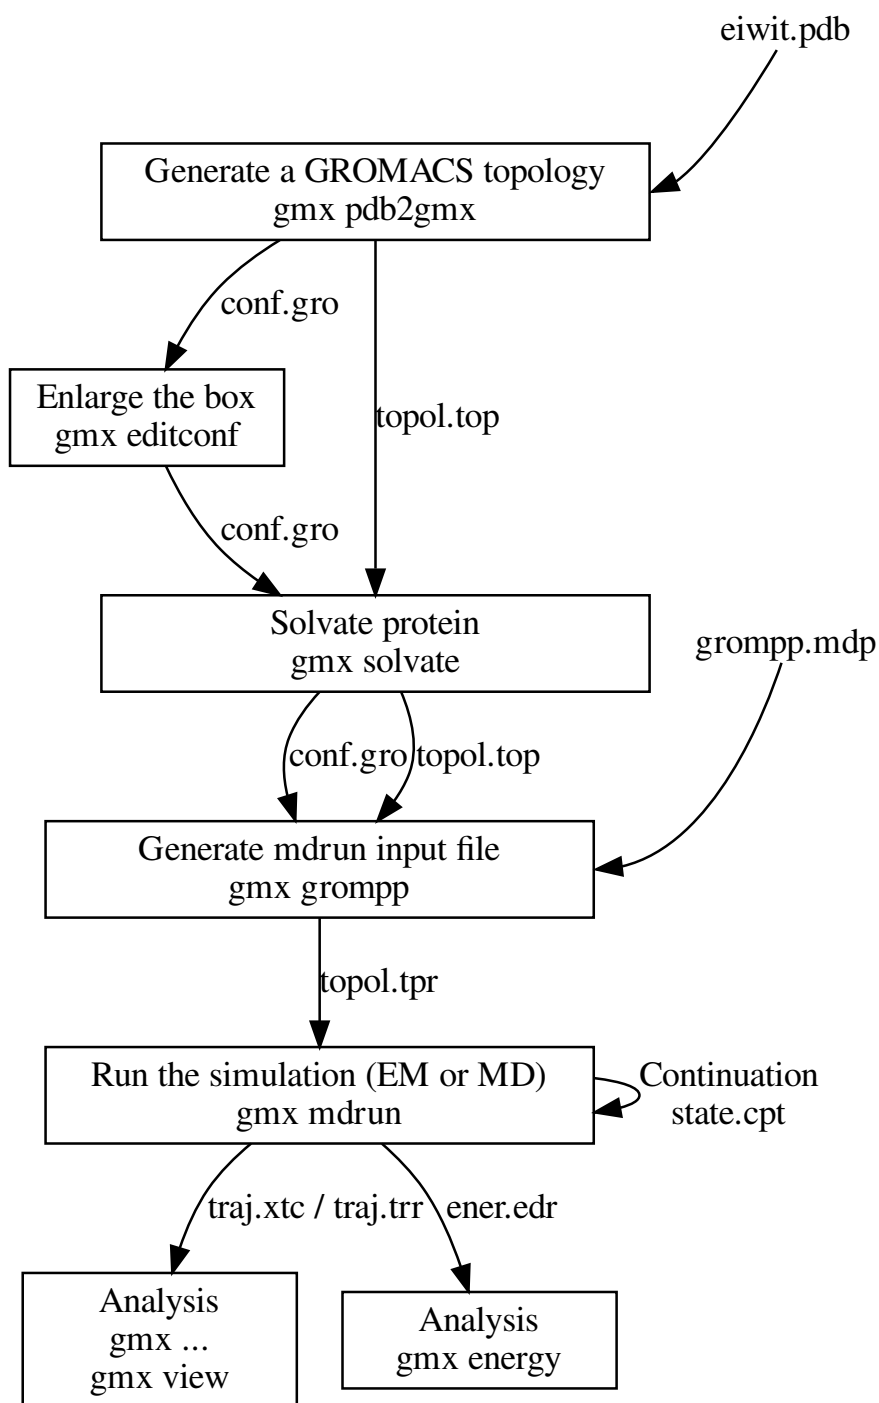 eiwit.pdb
Generate a GROMACS topology
gmx pdb2gmx
conf.gro
Enlarge the box
gmx editconf
topol.top
conf.gro
Solvate protein
gmx solvate
grompp.mdp
conf.gro
topol.top
Generate mdrun input file
gmx grompp
topol.tpr
Run the simulation (EM or MD)
gmx mdrun
Continuation
state.cpt
traj.xtc / traj.trr
ener.edr
Analysis
gmx ...
gmx view
Analysis
gmx energy